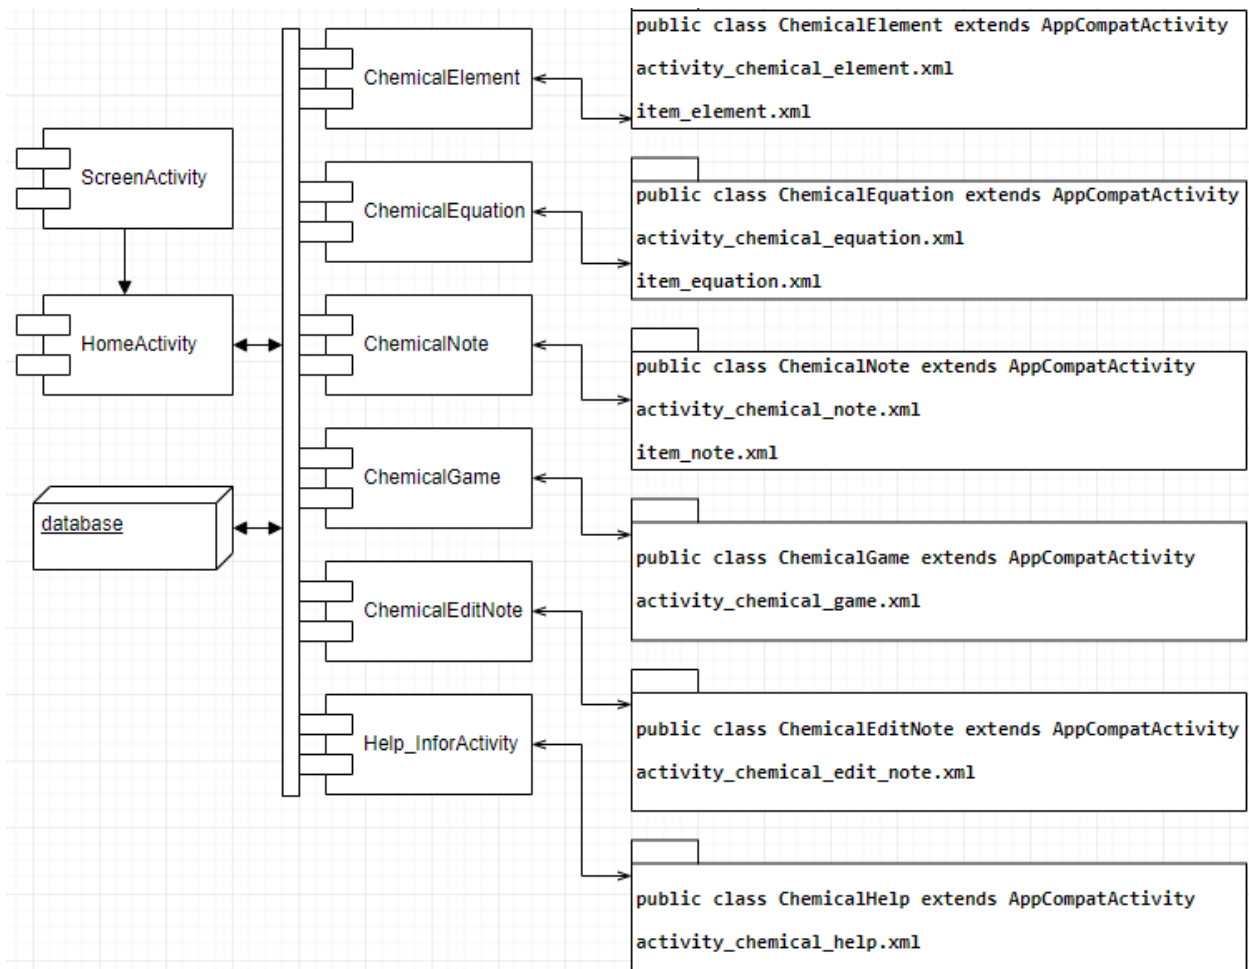 ScreenActivity
HomeActivity
database
ChemicalElement
ChemicalEquation
ChemicalNote
ChemicalGame
ChemicalEditNote
Help_InforActivity
public class ChemicalElement extends AppCompatActivity
activity_chemical_element.xml
item_element.xml
public class ChemicalEquation extends AppCompatActivity
activity_chemical_equation.xml
item_equation.xml
public class ChemicalNote extends AppCompatActivity
activity_chemical_note.xml
item_note.xml
public class ChemicalGame extends AppCompatActivity
activity_chemical_game.xml
public class ChemicalEditNote extends AppCompatActivity
activity_chemical_edit_note.xml
public class ChemicalHelp extends AppCompatActivity
activity_chemical_help.xml